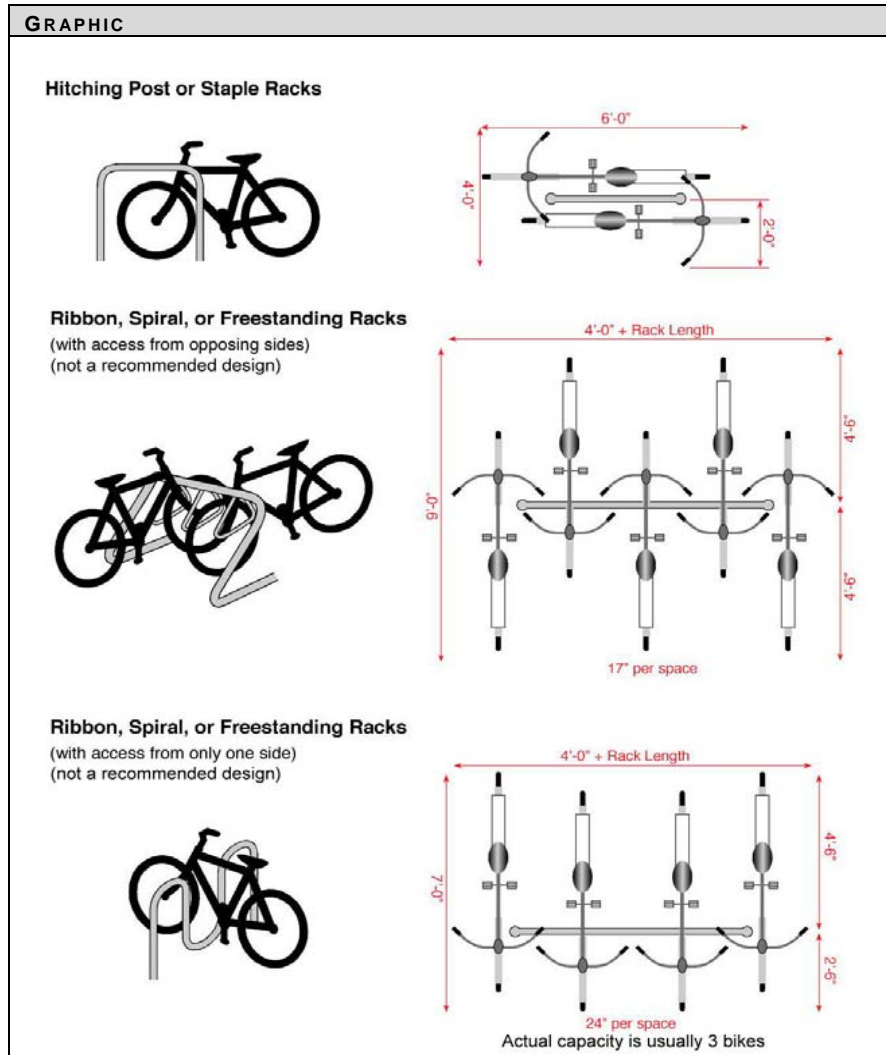 GRAPHIC
Hitching Post or Staple Racks
6'-0"
4'-0"
2'-0"
Ribbon, Spiral, or Freestanding Racks
(with access from opposing sides)
(not a recommended design)
4'-0" + Rack Length
9'-0"
4'-6"
4'-6"
17" per space
Ribbon, Spiral, or Freestanding Racks
(with access from only one side)
(not a recommended design)
4'-0" + Rack Length
7'-0"
4'-6"
2'-6"
24" per space
Actual capacity is usually 3 bikes